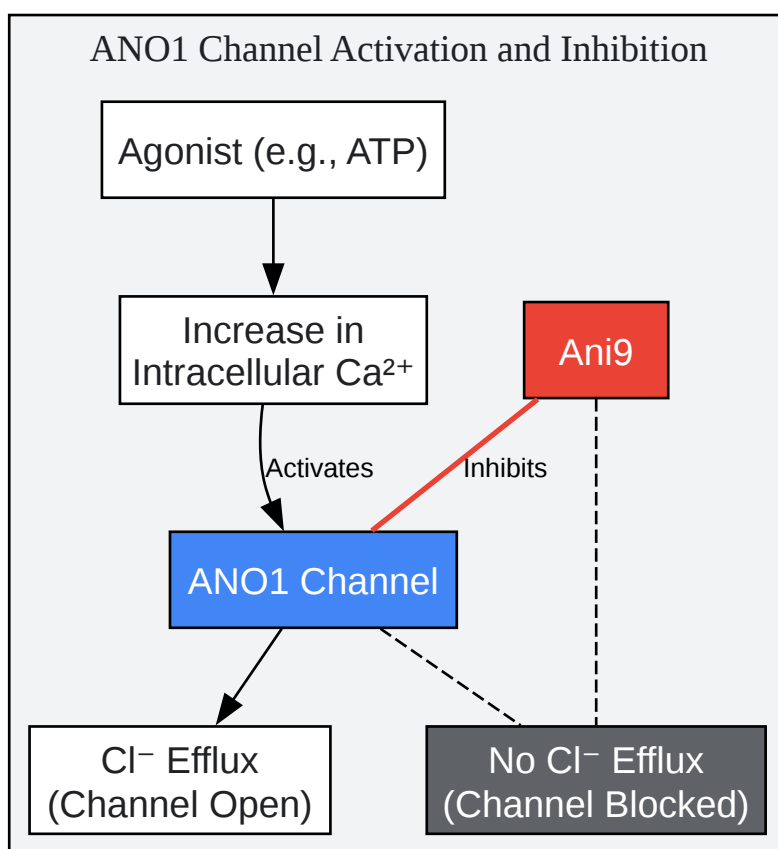 ANO1 Channel Activation and Inhibition
Agonist (e.g., ATP)
Increase in
Intracellular Ca²⁺
Ani9
Activates
Inhibits
ANO1 Channel
Cl⁻ Efflux
(Channel Open)
No Cl⁻ Efflux
(Channel Blocked)